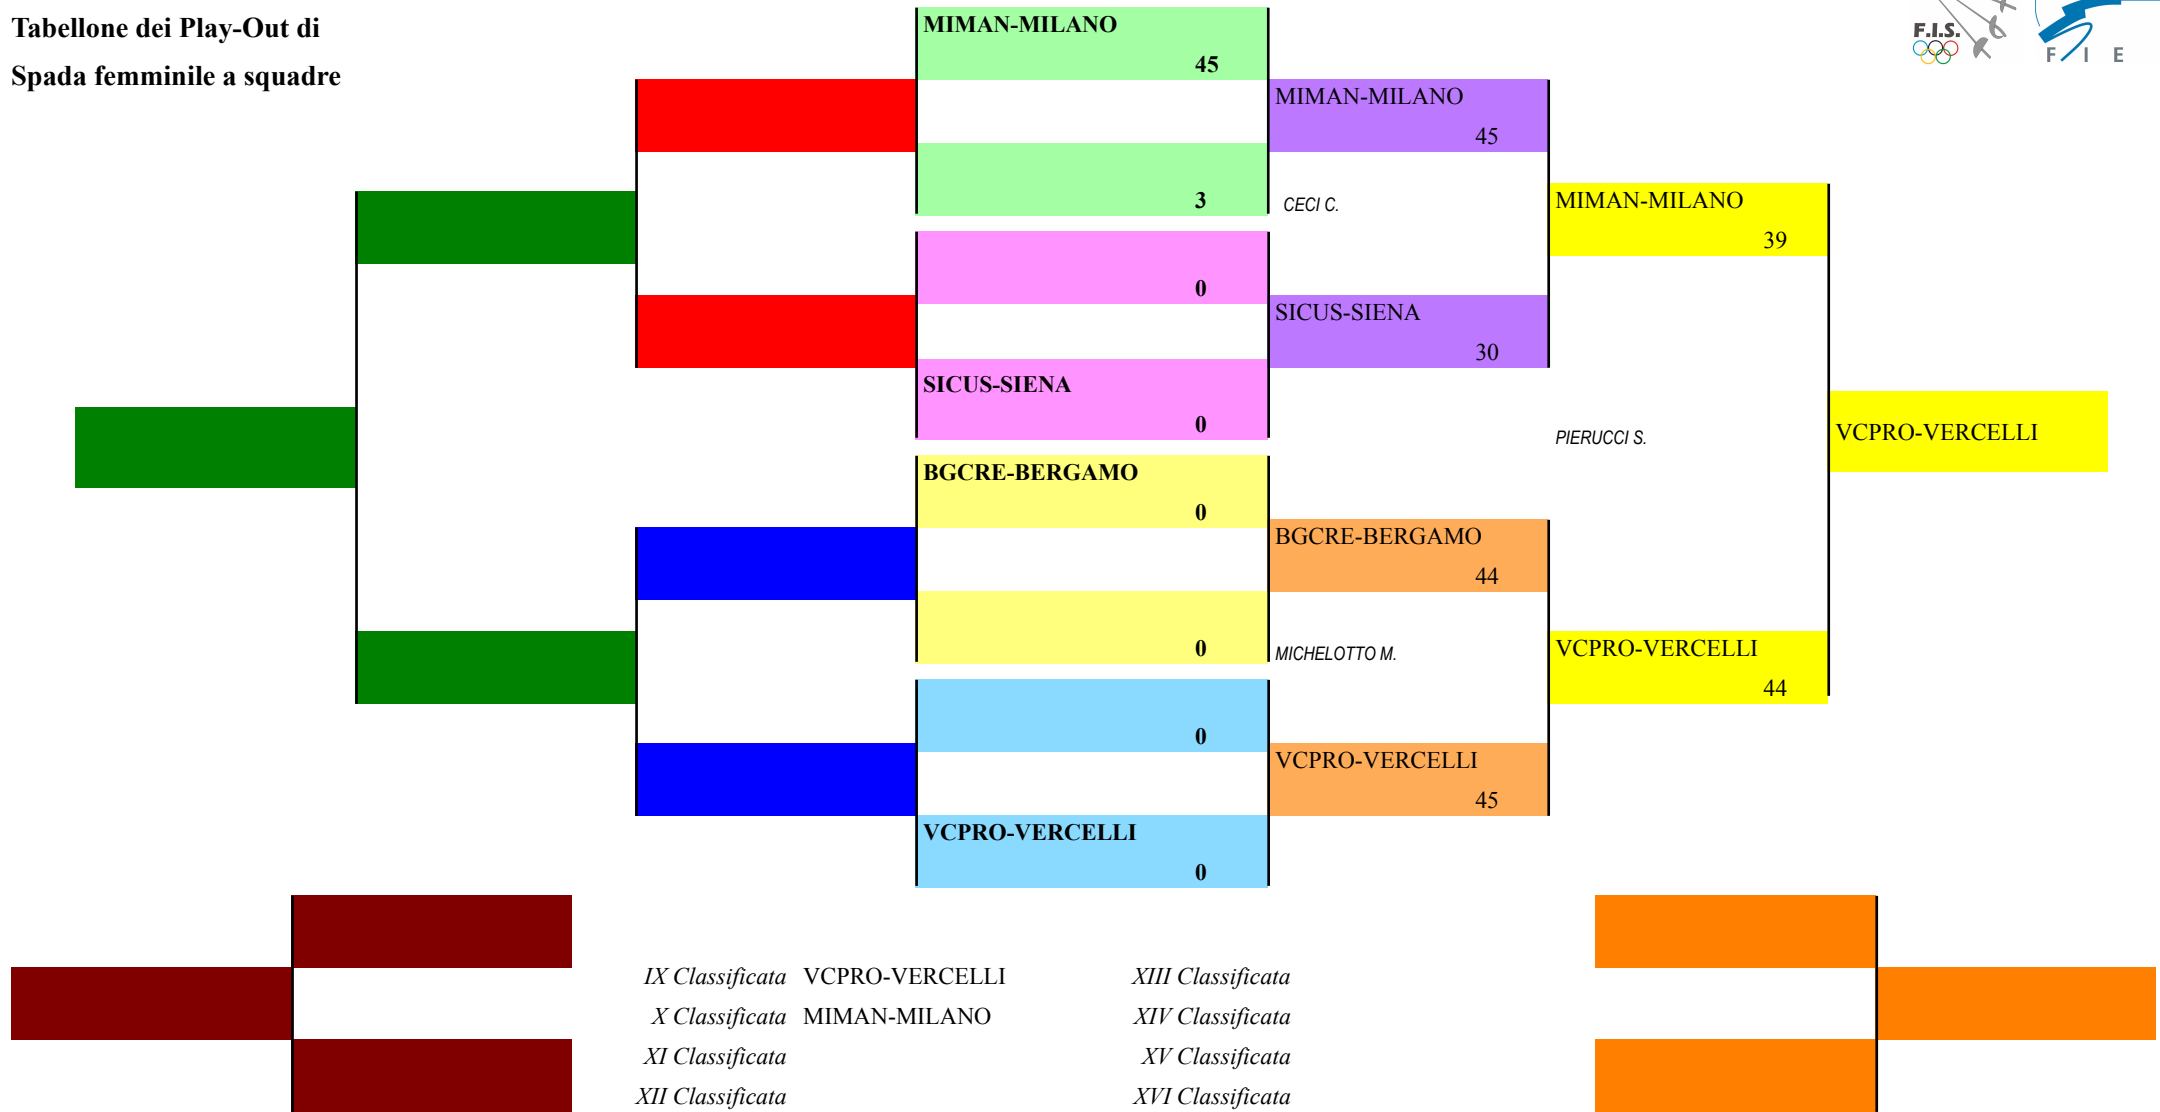 Tabellone dei Play-Out di
Spada femminile a squadre
F.I.S.
F I E
MIMAN-MILANO
45
3
0
SICUS-SIENA
0
BGCRE-BERGAMO
0
0
0
VCPRO-VERCELLI
0
MIMAN-MILANO
45
CECI C.
SICUS-SIENA
30
BGCRE-BERGAMO
44
MICHELOTTO M.
VCPRO-VERCELLI
45
MIMAN-MILANO
39
PIERUCCI S.
VCPRO-VERCELLI
44
VCPRO-VERCELLI
IX Classificata VCPRO-VERCELLI
X Classificata MIMAN-MILANO
XI Classificata
XII Classificata
XIII Classificata
XIV Classificata
XV Classificata
XVI Classificata